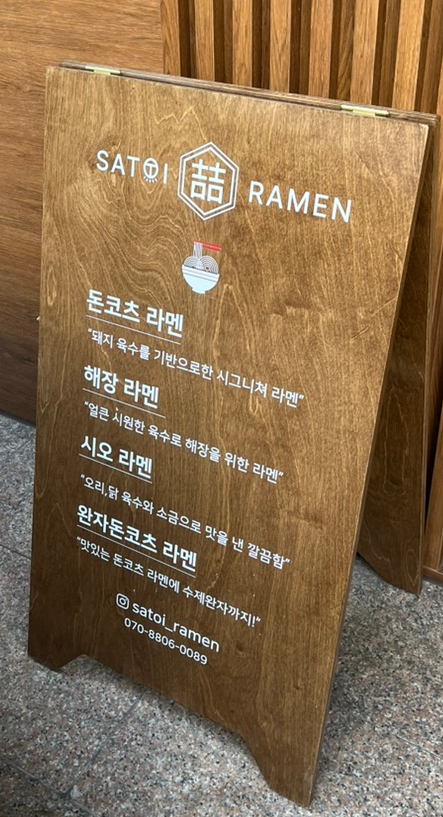 SATOI 喆 RAMEN
돈코츠 라멘
"돼지 육수를 기반으로한 시그니쳐 라멘"
해장 라멘
"얼큰 시원한 육수로 해장을 위한 라멘"
시오 라멘
"오리,닭 육수와 소금으로 맛을 낸 깔끔함"
완자돈코츠 라멘
"맛있는 돈코츠 라멘에 수제완자까지!"
satoi_ramen
070-8806-0089